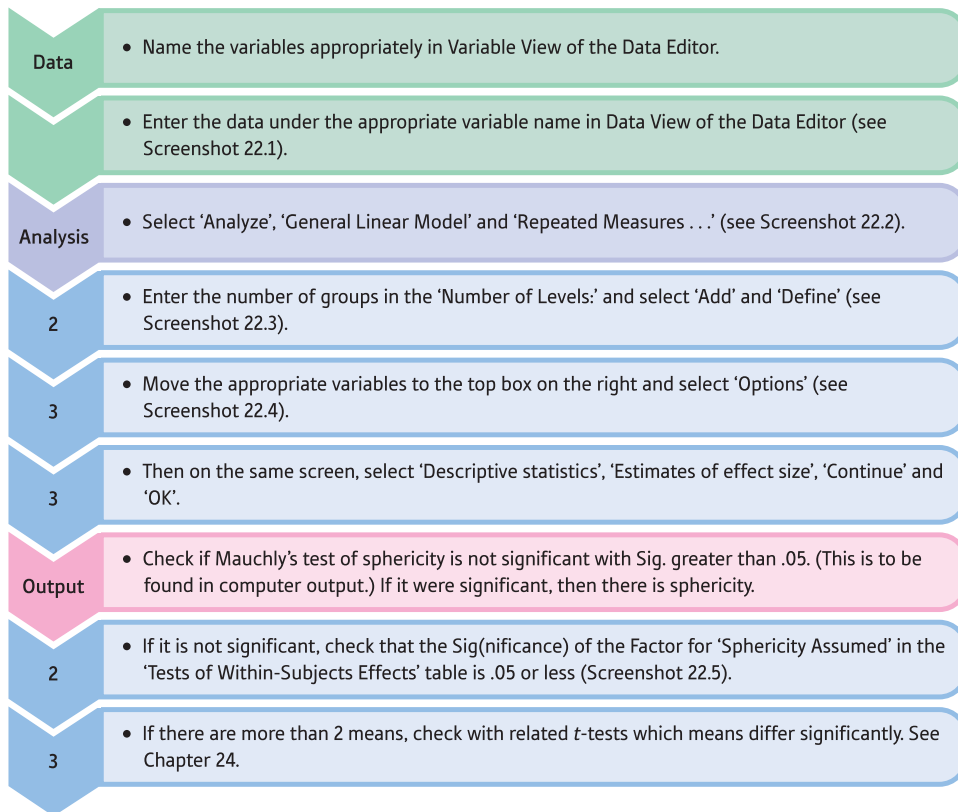 Data
• Name the variables appropriately in Variable View of the Data Editor.
• Enter the data under the appropriate variable name in Data View of the Data Editor (see
Screenshot 22.1).
Analysis
• Select ‘Analyze’, ‘General Linear Model’ and ‘Repeated Measures . . .’ (see Screenshot 22.2).
2
• Enter the number of groups in the ‘Number of Levels:’ and select ‘Add’ and ‘Define’ (see
Screenshot 22.3).
3
• Move the appropriate variables to the top box on the right and select ‘Options’ (see
Screenshot 22.4).
3
• Then on the same screen, select ‘Descriptive statistics’, ‘Estimates of effect size’, ‘Continue’ and
‘OK’.
Output
• Check if Mauchly’s test of sphericity is not significant with Sig. greater than .05. (This is to be
found in computer output.) If it were significant, then there is sphericity.
2
• If it is not significant, check that the Sig(nificance) of the Factor for ‘Sphericity Assumed’ in the
‘Tests of Within-Subjects Effects’ table is .05 or less (Screenshot 22.5).
3
• If there are more than 2 means, check with related t-tests which means differ significantly. See
Chapter 24.